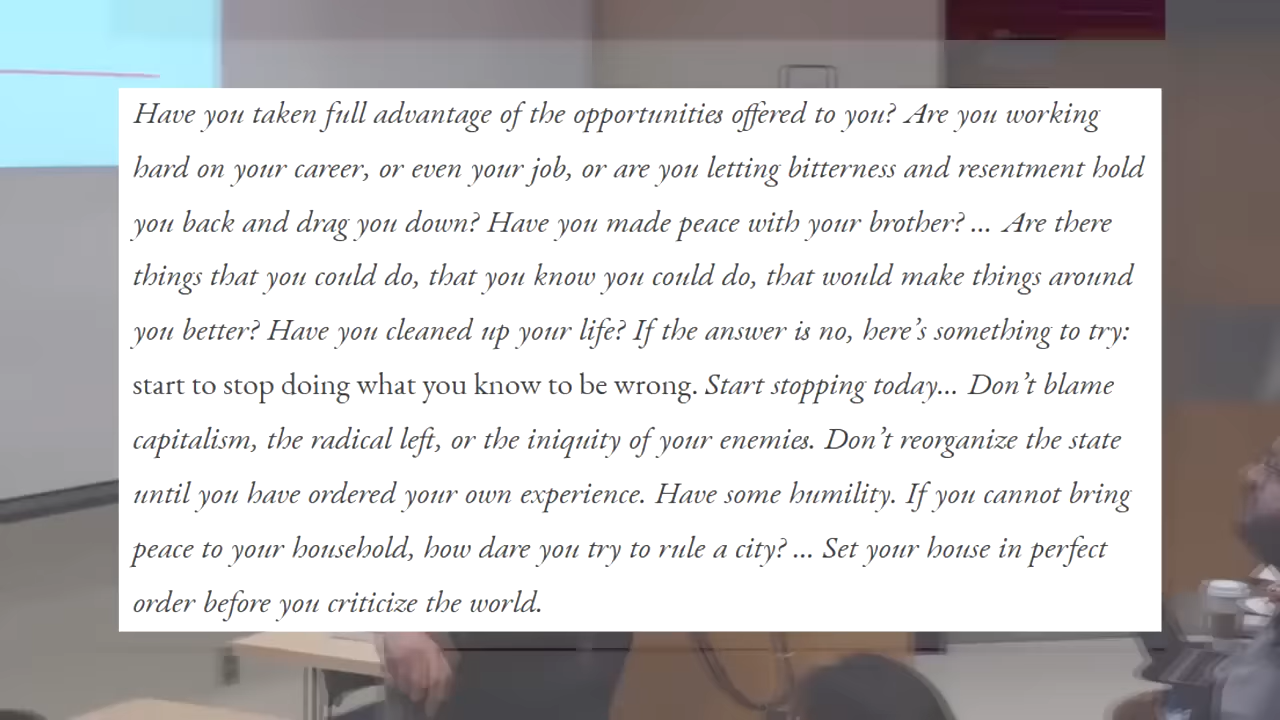 Have you taken full advantage of the opportunities offered to you? Are you working
hard on your career, or even your job, or are you letting bitterness and resentment hold
you back and drag you down? Have you made peace with your brother? … Are there
things that you could do, that you know you could do, that would make things around
you better? Have you cleaned up your life? If the answer is no, here’s something to try:
start to stop doing what you know to be wrong. Start stopping today… Don’t blame
capitalism, the radical left, or the iniquity of your enemies. Don’t reorganize the state
until you have ordered your own experience. Have some humility. If you cannot bring
peace to your household, how dare you try to rule a city? … Set your house in perfect
order before you criticize the world.